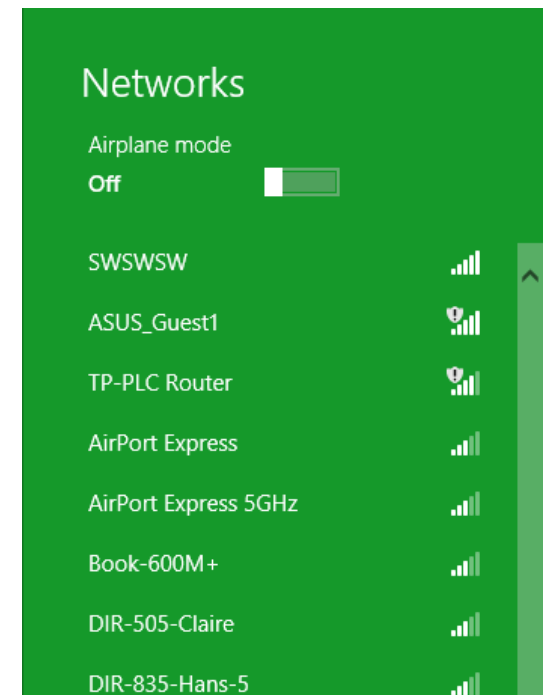 Networks
Airplane mode
Off
SWSWSW
ASUS_Guest1
TP-PLC Router
AirPort Express
AirPort Express 5GHz
Book-600M+
DIR-505-Claire
DIR-835-Hans-5